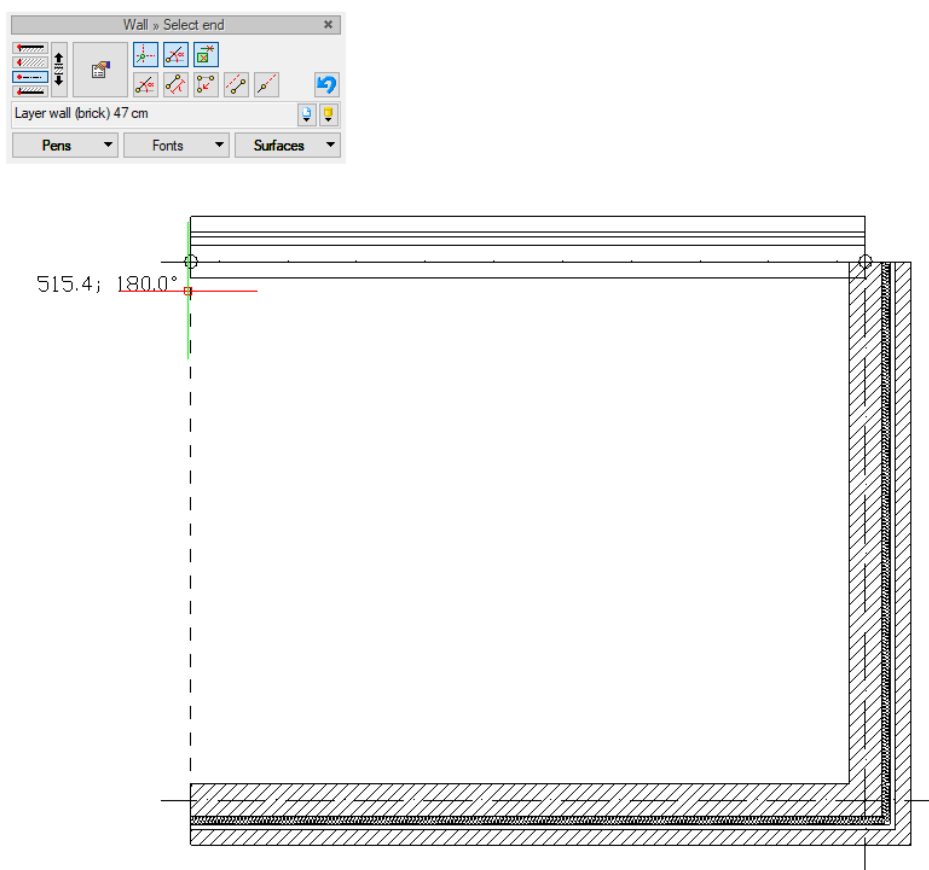 Wall » Select end
Layer wall (brick) 47 cm
Pens
Fonts
Surfaces
515.4; 180.0°